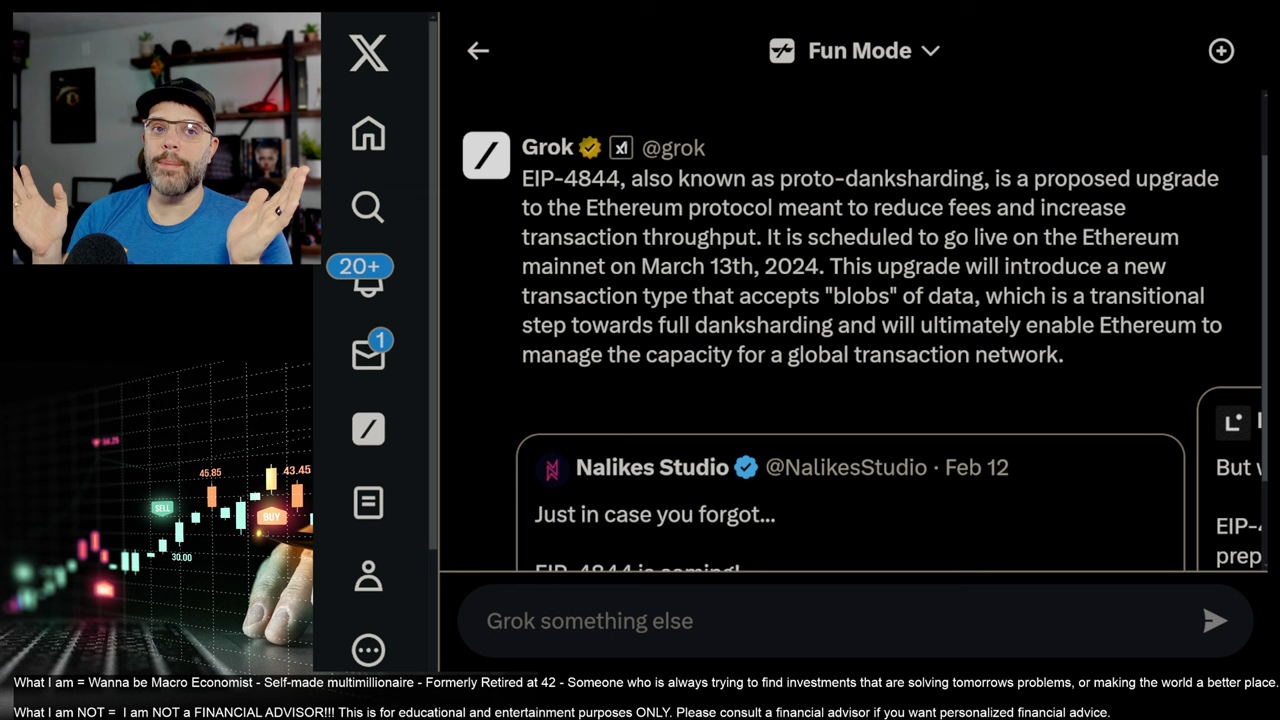 Fun Mode
Grok @grok
EIP-4844, also known as proto-danksharding, is a proposed upgrade
to the Ethereum protocol meant to reduce fees and increase
transaction throughput. It is scheduled to go live on the Ethereum
mainnet on March 13th, 2024. This upgrade will introduce a new
transaction type that accepts "blobs" of data, which is a transitional
step towards full danksharding and will ultimately enable Ethereum to
manage the capacity for a global transaction network.
20+
1
Nalikes Studio @NalikesStudio · Feb 12
Just in case you forgot...
EIP-4844 is coming!
But
EIP-
prep
Grok something else
45.85
43.45
SELL
BUY
30.00
What I am = Wanna be Macro Economist - Self-made multimillionaire - Formerly Retired at 42 - Someone who is always trying to find investments that are solving tomorrows problems, or making the world a better place.
What I am NOT = I am NOT a FINANCIAL ADVISOR!!! This is for educational and entertainment purposes ONLY. Please consult a financial advisor if you want personalized financial advice.